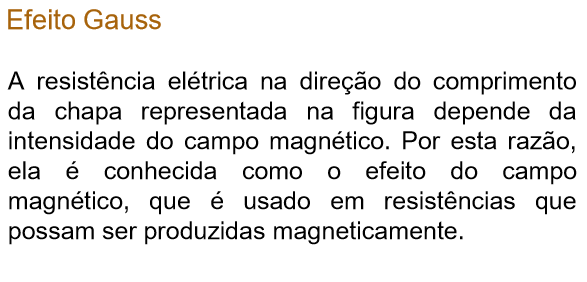 Efeito Gauss
A resistência elétrica na direção do comprimento
da chapa representada na figura depende da
intensidade do campo magnético. Por esta razão,
ela é conhecida como o efeito do campo
magnético, que é usado em resistências que
possam ser produzidas magneticamente.